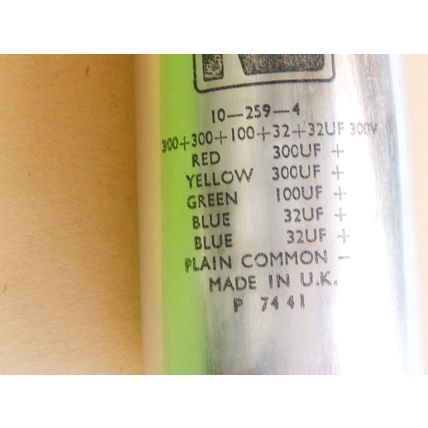 10-259-4
300+300+100+32+32UF 300V
RED 300UF +
YELLOW 300UF +
GREEN 100UF +
BLUE 32UF +
BLUE 32UF +
PLAIN COMMON -
MADE IN U.K.
P 7441